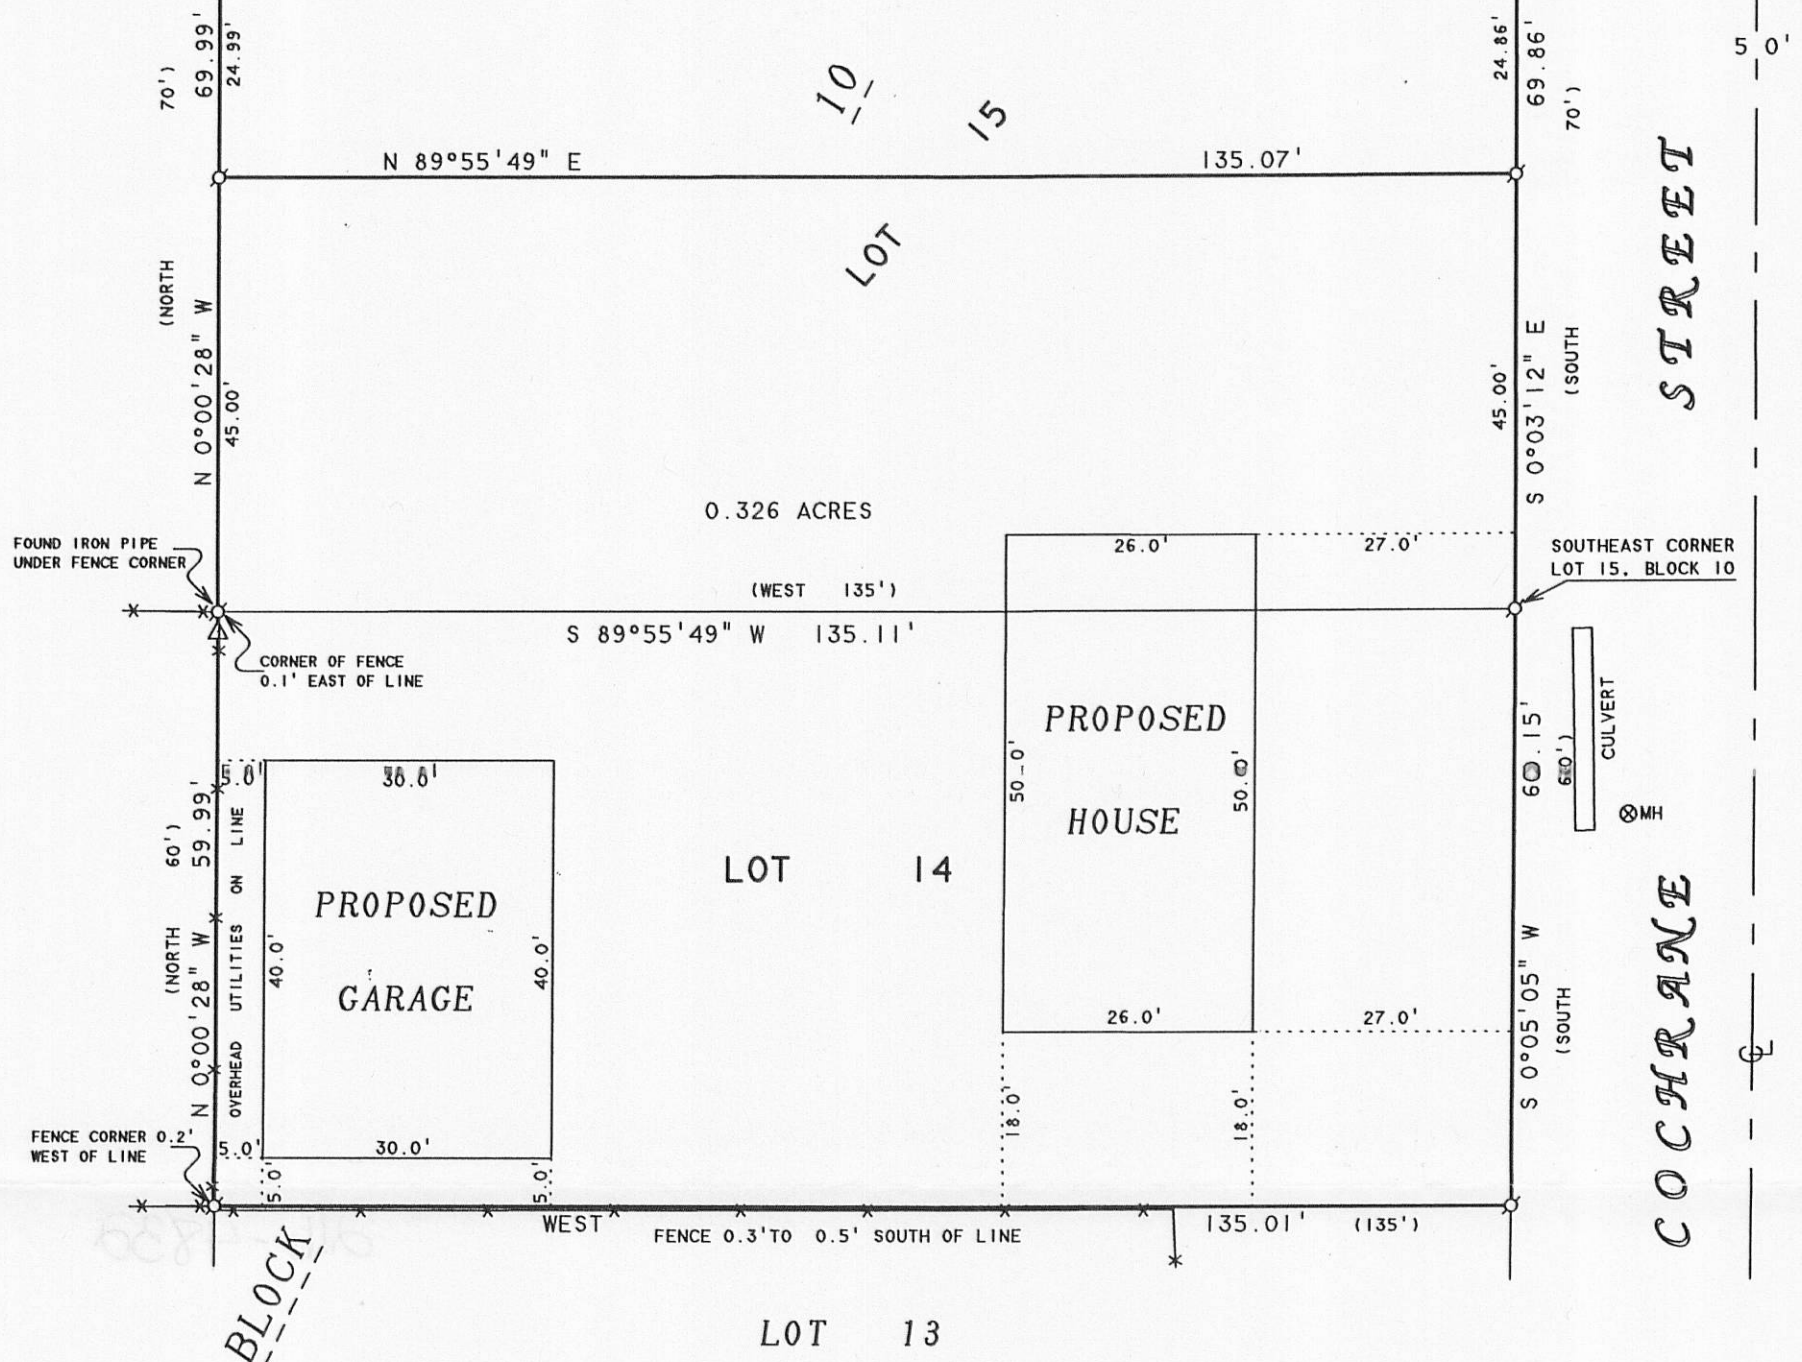 70')
69.99'
24.99'
24.86'
69.86'
70')
50'
10
15
N 89°55'49" E
135.07'
LOT
STREET
(NORTH
N 0°00'28" W
45.00'
45.00'
S 0°03'12" E
(SOUTH
0.326 ACRES
FOUND IRON PIPE
UNDER FENCE CORNER
26.0'
27.0'
SOUTHEAST CORNER
LOT 15, BLOCK 10
(WEST 135')
S 89°55'49" W 135.11'
CORNER OF FENCE
0.1' EAST OF LINE
PROPOSED
HOUSE
50.0'
50.0'
60.15'
60')
CULVERT
MH
5.0'
30.0'
60')
59.99'
OVERHEAD UTILITIES ON LINE
LOT 14
PROPOSED
GARAGE
40.0'
40.0'
(NORTH
N 0°00'28" W
26.0'
27.0'
S 0°05'05" W
(SOUTH
COCHRANE
CL
18.0'
18.0'
FENCE CORNER 0.2'
WEST OF LINE
5.0'
30.0'
5.0'
5.0'
WEST
135.01' (135')
FENCE 0.3'TO 0.5' SOUTH OF LINE
BLOCK
LOT 13